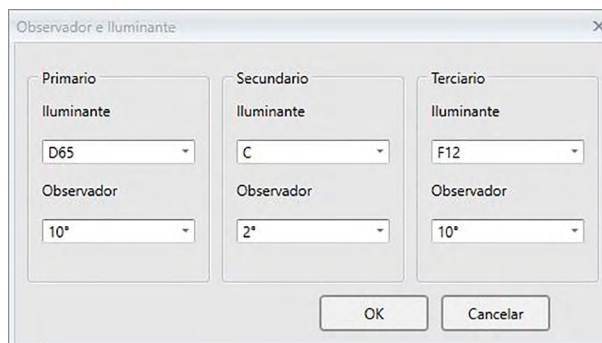 Observador e Iluminante
Primario
Secundario
Terciario
Iluminante
Iluminante
Iluminante
D65
C
F12
Observador
Observador
Observador
10°
2°
10°
OK
Cancelar